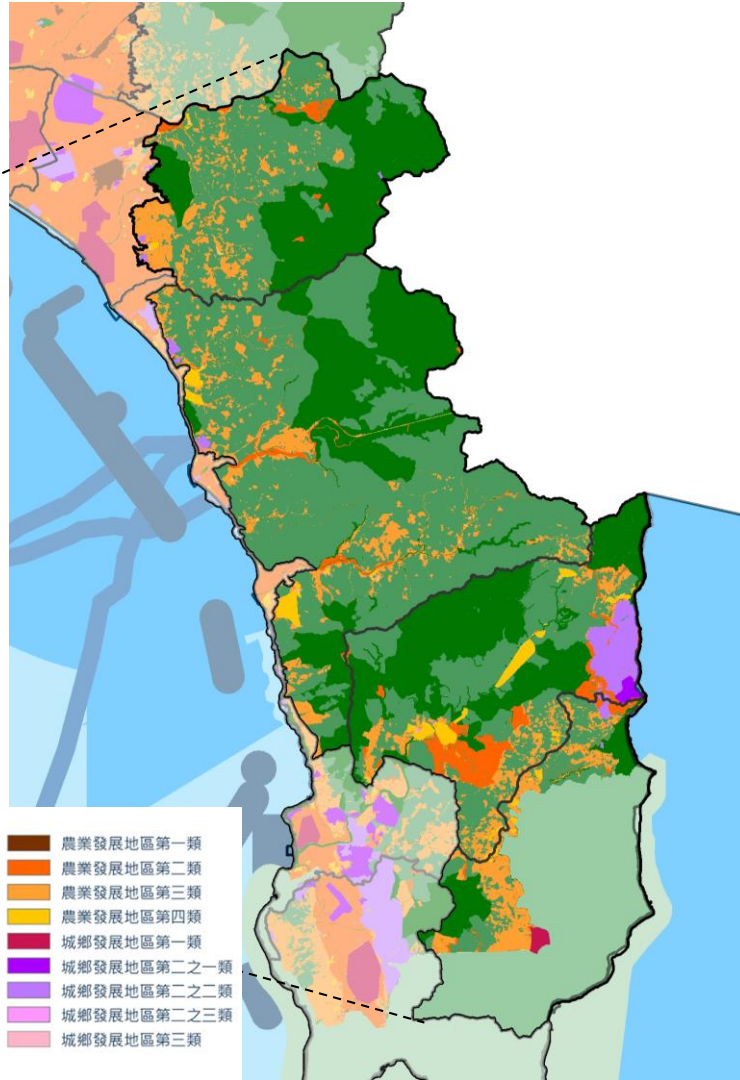 農業發展地區第一類
農業發展地區第二類
農業發展地區第三類
農業發展地區第四類
城鄉發展地區第一類
城鄉發展地區第二之一類
城鄉發展地區第二之二類
城鄉發展地區第二之三類
城鄉發展地區第三類